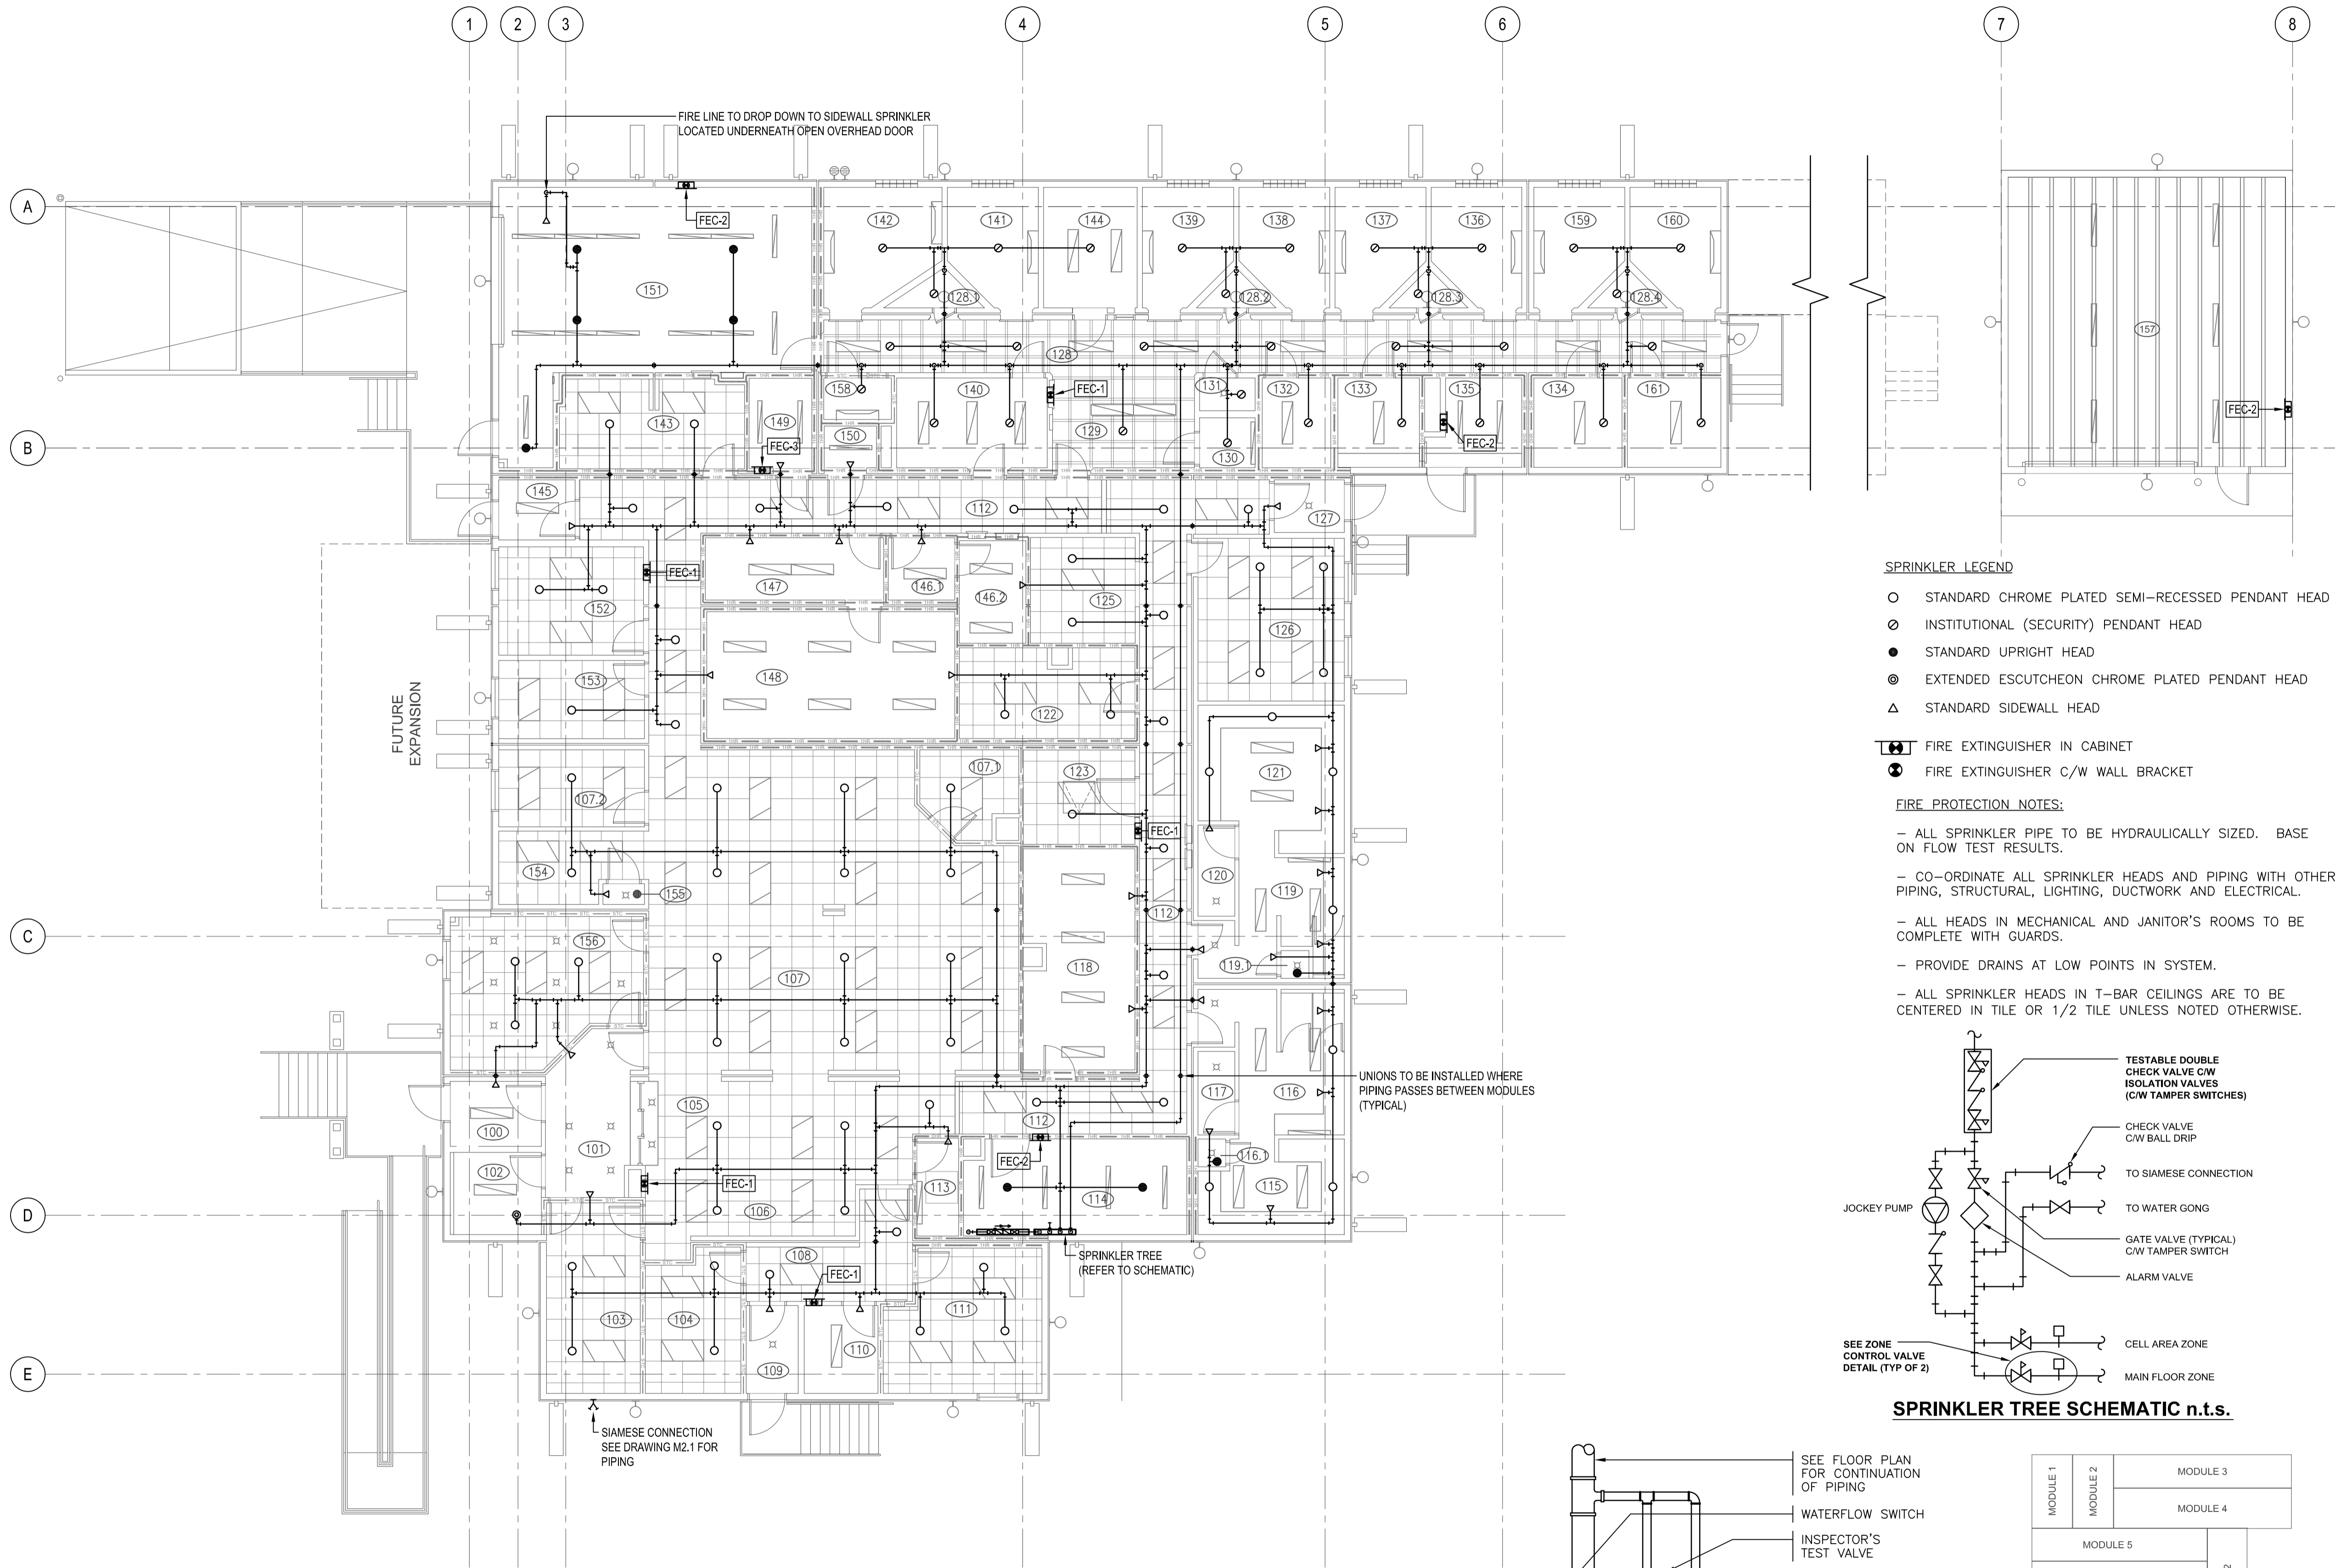 1
2
3
4
5
6
7
8
FIRE LINE TO DROP DOWN TO SIDEWALL SPRINKLER
LOCATED UNDERNEATH OPEN OVERHEAD DOOR
A
FEC-2
142
141
144
139
138
137
136
159
160
151
128.1
128.2
128.3
128.4
157
128
158
140
FEC-1
131
132
133
135
134
161
FEC-2
143
149
150
129
FEC-2
B
FEC-3
130
145
112
127
FEC-1
147
146.1
146.2
125
152
126
153
148
122
FUTURE
EXPANSION
107.1
123
121
107.2
FEC-1
154
155
120
119
112
C
156
107
118
119.1
UNIONS TO BE INSTALLED WHERE
PIPING PASSES BETWEEN MODULES
(TYPICAL)
105
117
116
100
101
112
102
FEC-1
FEC-2
116.1
113
114
115
D
106
108
SPRINKLER TREE
(REFER TO SCHEMATIC)
FEC-1
103
104
111
110
109
E
SIAMESE CONNECTION
SEE DRAWING M2.1 FOR
PIPING
SPRINKLER LEGEND
STANDARD CHROME PLATED SEMI-RECESSED PENDANT HEAD
INSTITUTIONAL (SECURITY) PENDANT HEAD
STANDARD UPRIGHT HEAD
EXTENDED ESCUTCHEON CHROME PLATED PENDANT HEAD
STANDARD SIDEWALL HEAD
FIRE EXTINGUISHER IN CABINET
FIRE EXTINGUISHER C/W WALL BRACKET
FIRE PROTECTION NOTES:
- ALL SPRINKLER PIPE TO BE HYDRAULICALLY SIZED. BASE
ON FLOW TEST RESULTS.
- CO-ORDINATE ALL SPRINKLER HEADS AND PIPING WITH OTHER
PIPING, STRUCTURAL, LIGHTING, DUCTWORK AND ELECTRICAL.
- ALL HEADS IN MECHANICAL AND JANITOR'S ROOMS TO BE
COMPLETE WITH GUARDS.
- PROVIDE DRAINS AT LOW POINTS IN SYSTEM.
- ALL SPRINKLER HEADS IN T-BAR CEILINGS ARE TO BE
CENTERED IN TILE OR 1/2 TILE UNLESS NOTED OTHERWISE.
TESTABLE DOUBLE
CHECK VALVE C/W
ISOLATION VALVES
(C/W TAMPER SWITCHES)
CHECK VALVE
C/W BALL DRIP
TO SIAMESE CONNECTION
JOCKEY PUMP
TO WATER GONG
GATE VALVE (TYPICAL)
C/W TAMPER SWITCH
ALARM VALVE
SEE ZONE
CONTROL VALVE
DETAIL (TYP OF 2)
CELL AREA ZONE
MAIN FLOOR ZONE
SPRINKLER TREE SCHEMATIC n.t.s.
SEE FLOOR PLAN
FOR CONTINUATION
OF PIPING
WATERFLOW SWITCH
INSPECTOR'S
TEST VALVE
MODULE 1
MODULE 2
MODULE 3
MODULE 4
MODULE 5